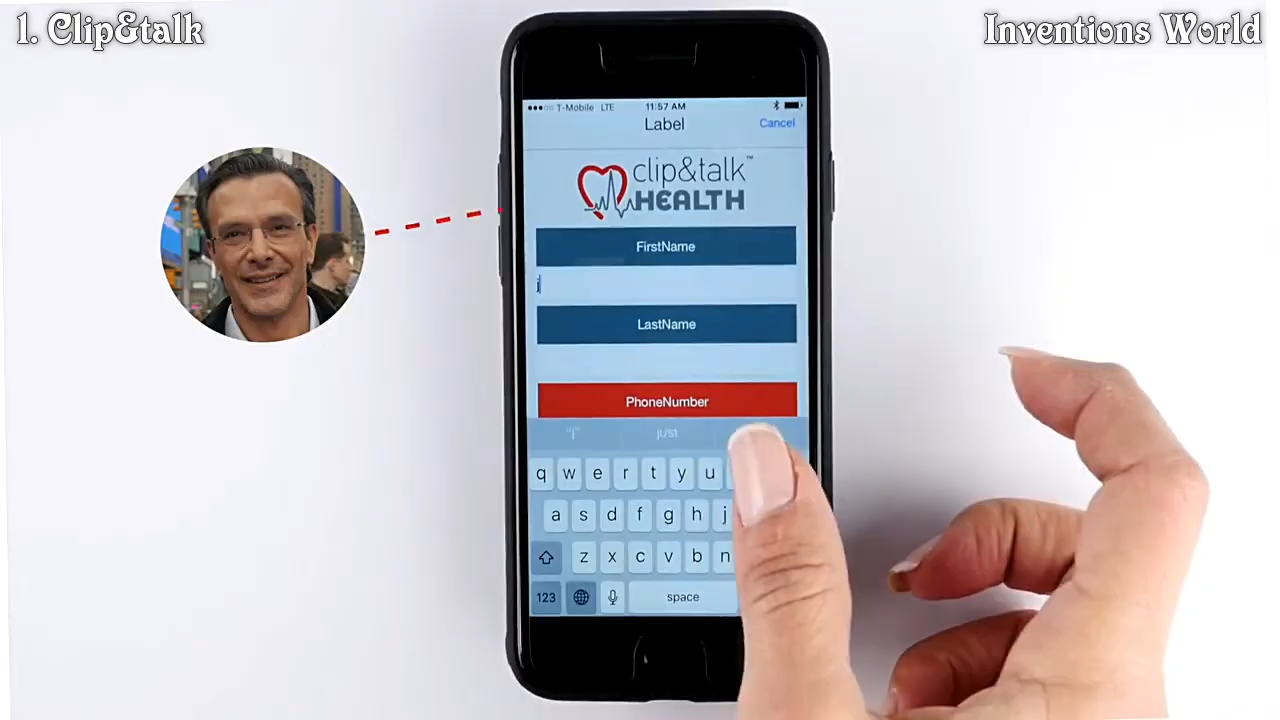 1. Clip&talk
Inventions World
T-Mobile LTE 11:57 AM
Label
Cancel
clip&talk™
HEALTH
FirstName
j
LastName
PhoneNumber
"j" just
q w e r t y u
a s d f g h j
z x c v b n
123 space